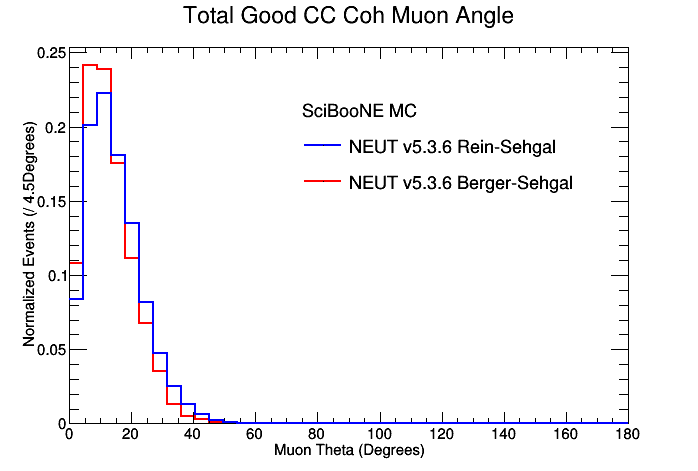 Total Good CC Coh Muon Angle
Normalized Events (/ 4.5Degrees)
0.25
0.2
0.15
0.1
0.05
0
SciBooNE MC
NEUT v5.3.6 Rein-Sehgal
NEUT v5.3.6 Berger-Sehgal
0 20 40 60 80 100 120 140 160 180
Muon Theta (Degrees)